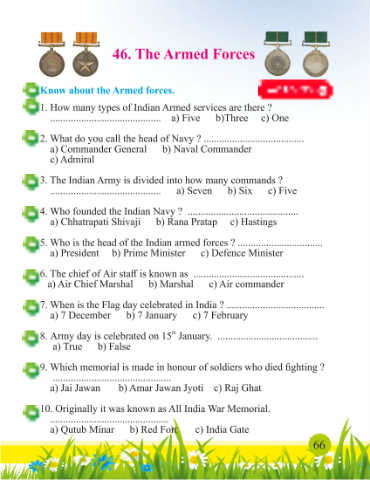 46. The Armed Forces
Know about the Armed forces.
1. How many types of Indian Armed services are there ?
........................................... a) Five b)Three c) One
2. What do you call the head of Navy ? .......................................
a) Commander General b) Naval Commander
c) Admiral
3. The Indian Army is divided into how many commands ?
........................................... a) Seven b) Six c) Five
4. Who founded the Indian Navy ? ...........................................
a) Chhatrapati Shivaji b) Rana Pratap c) Hastings
5. Who is the head of the Indian armed forces ? .................................
a) President b) Prime Minister c) Defence Minister
6. The chief of Air staff is known as ...........................................
a) Air Chief Marshal b) Marshal c) Air commander
7. When is the Flag day celebrated in India ? ......................................
a) 7 December b) 7 January c) 7 February
8. Army day is celebrated on 15th January. .......................................
a) True b) False
9. Which memorial is made in honour of soldiers who died fighting ?
..............................................
a) Jai Jawan b) Amar Jawan Jyoti c) Raj Ghat
10. Originally it was known as All India War Memorial.
..............................................
a) Qutub Minar b) Red Fort c) India Gate
66